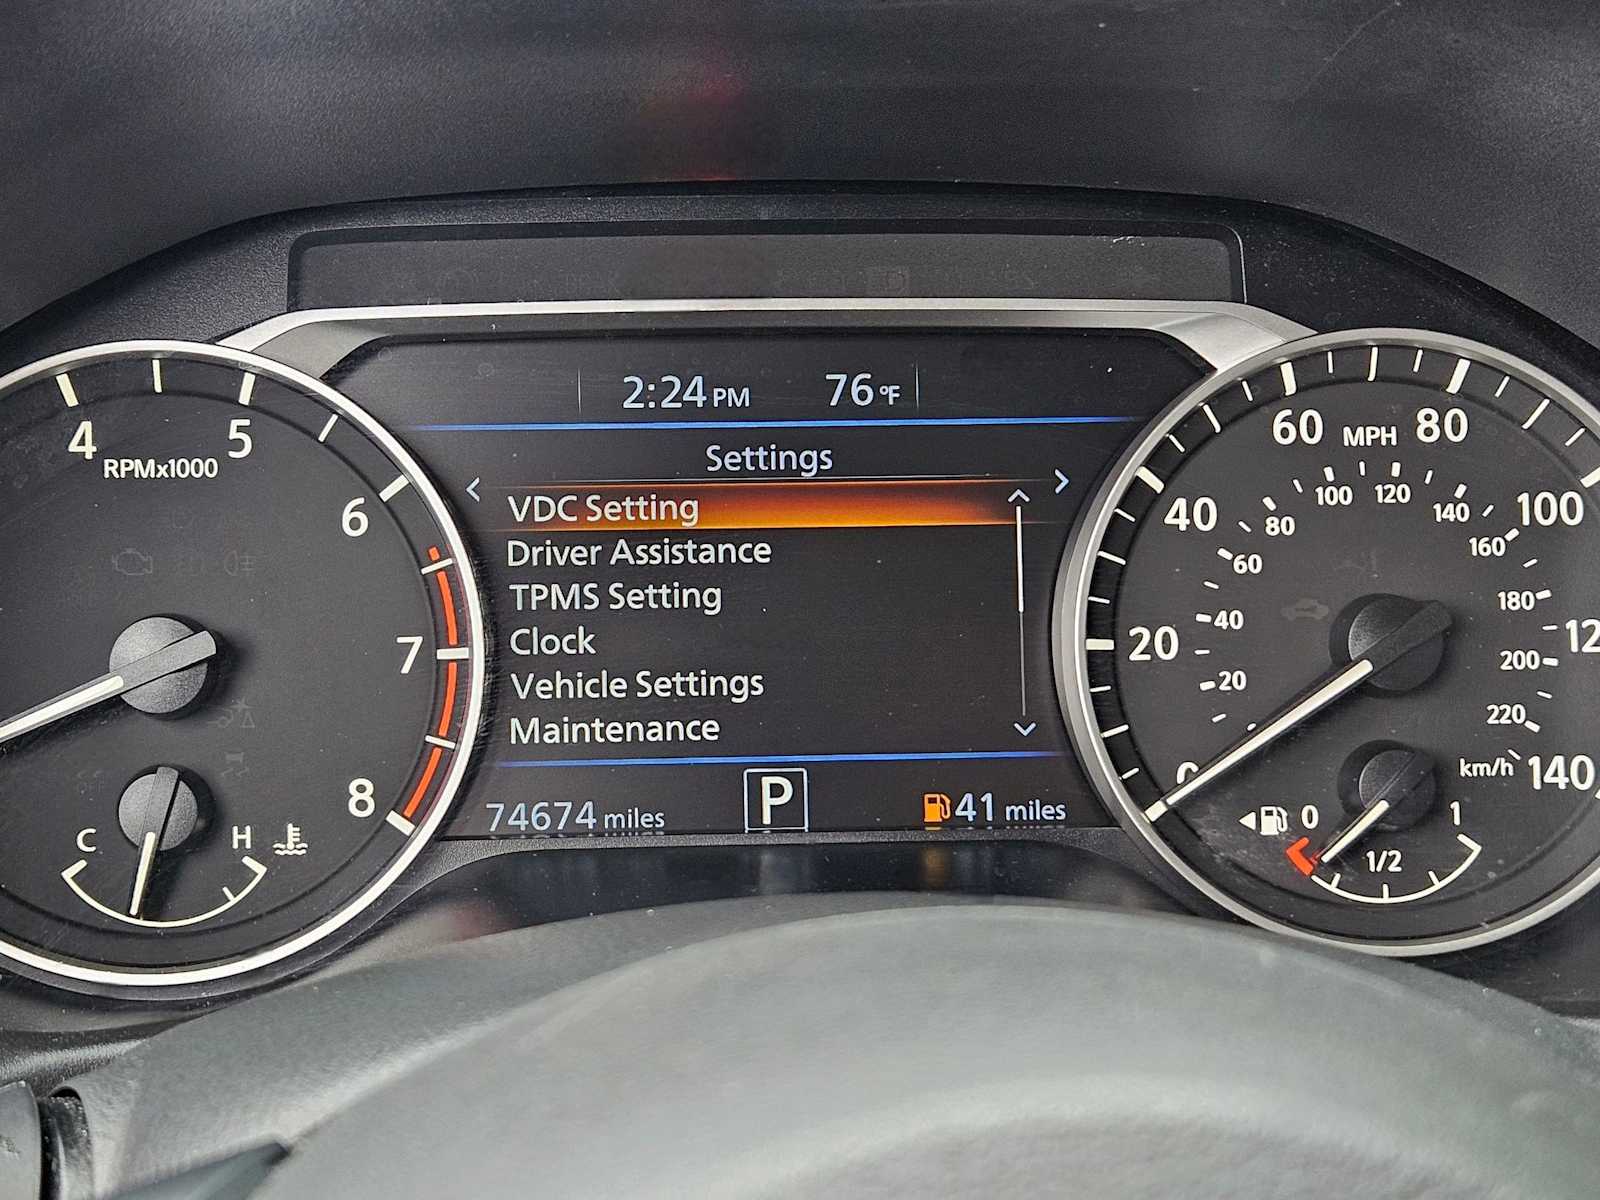 2:24 PM 76 °F
Settings
VDC Setting
Driver Assistance
TPMS Setting
Clock
Vehicle Settings
Maintenance
74674 miles
P
41 miles
4
5
6
7
8
RPMx1000
C
H
0
20
40
60
80
100
140
MPH
20
40
60
80
100
120
140
160
180
200
220
km/h
0
1/2
1